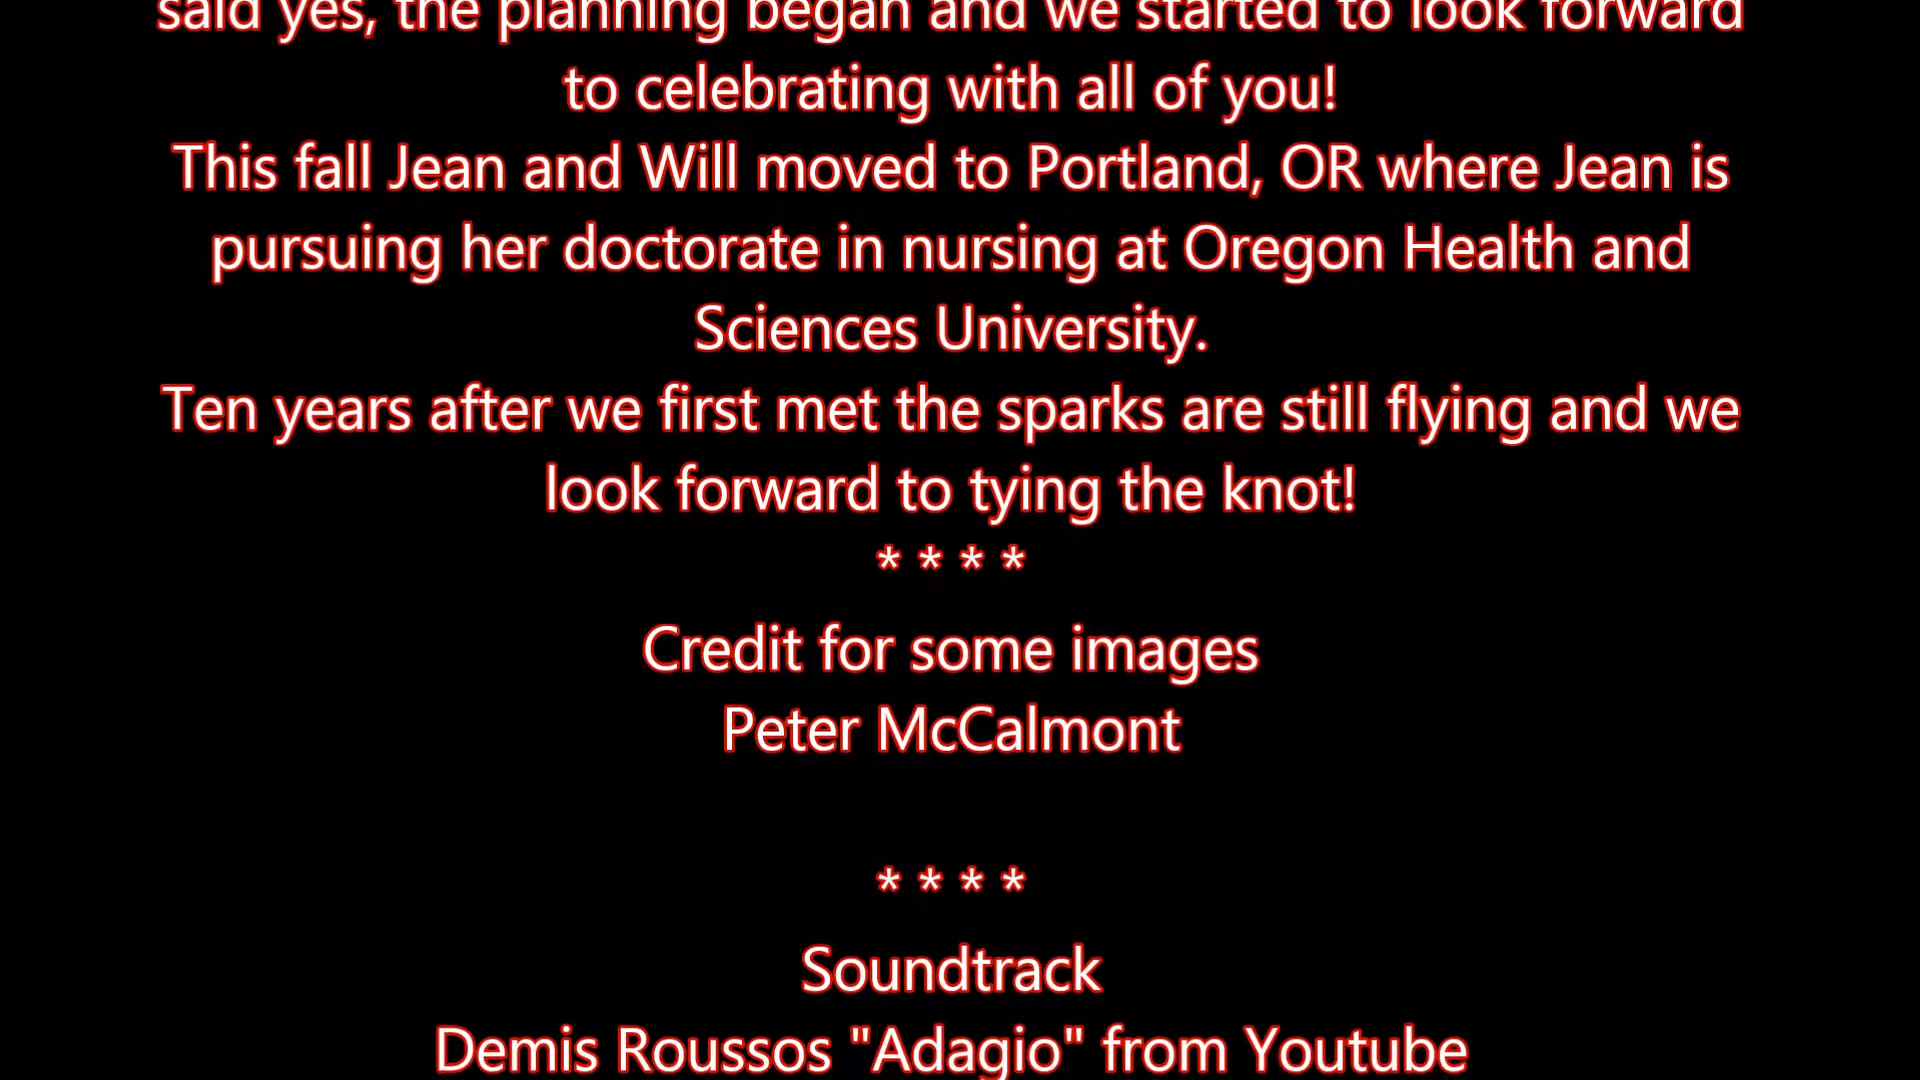 said yes, the planning began and we started to look forward
to celebrating with all of you!
This fall Jean and Will moved to Portland, OR where Jean is
pursuing her doctorate in nursing at Oregon Health and
Sciences University.
Ten years after we first met the sparks are still flying and we
look forward to tying the knot!
* * * *
Credit for some images
Peter McCalmont
* * * *
Soundtrack
Demis Roussos "Adagio" from Youtube